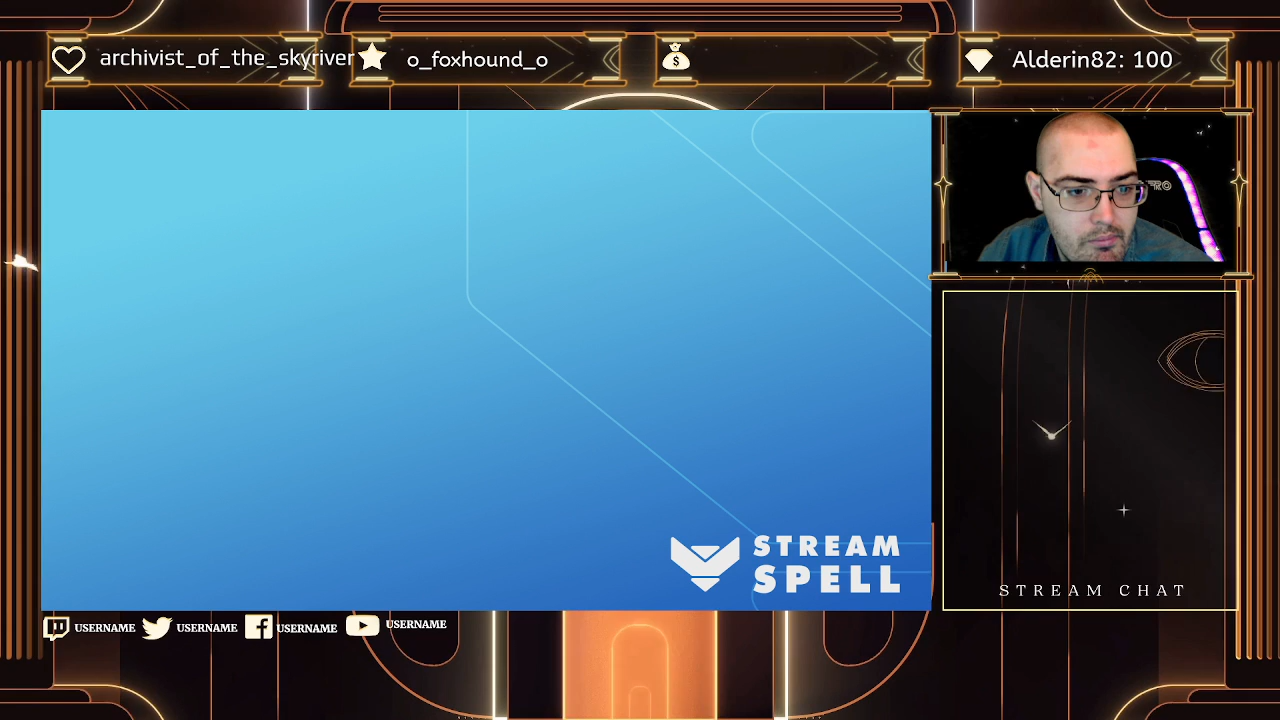 archivist_of_the_skyriver
o_foxhound_o
Alderin82: 100
STREAM
SPELL
STREAM CHAT
USERNAME USERNAME USERNAME USERNAME